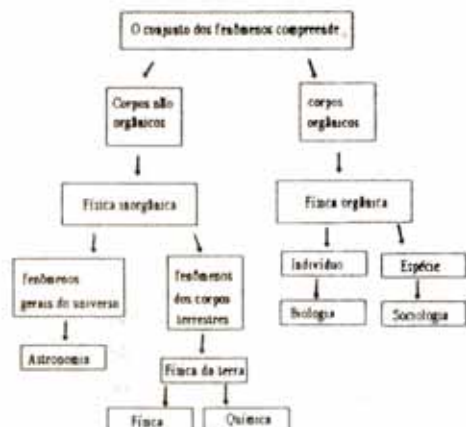 O conjunto dos fenômenos compreende
Corpos não
orgânicos
corpos
orgânicos
Física inorgânica
Física orgânica
fenômenos
gerais do universo
fenômenos
dos corpos
terrestres
Indivíduo
Espécie
Biologia
Sociologia
Astronomia
Física da terra
Física
Química